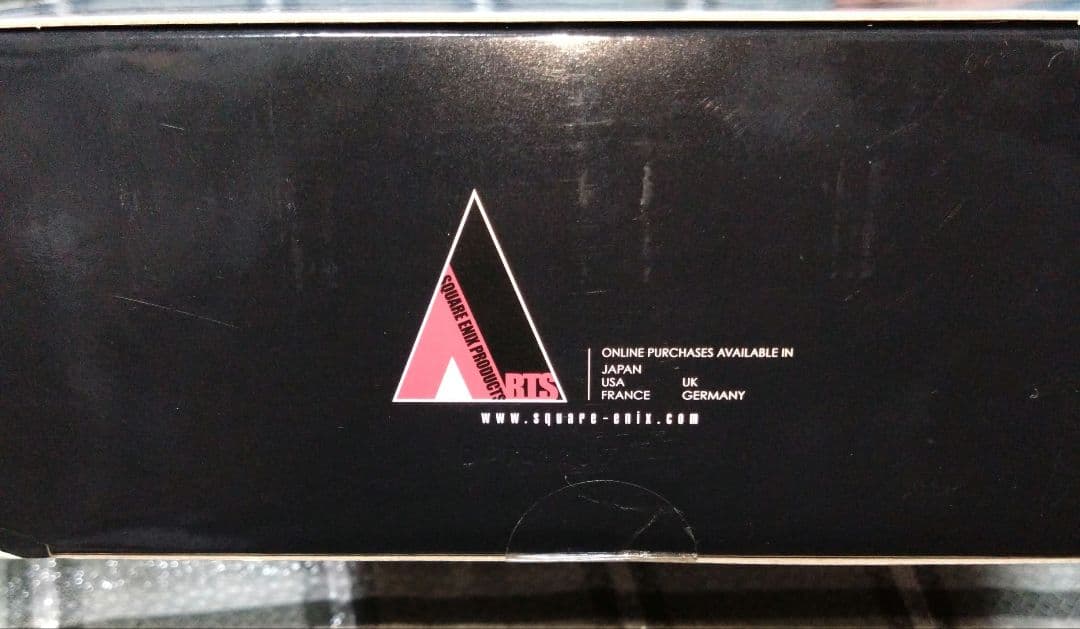 SQUARE ENIX PRODUCTS
ARTS
ONLINE PURCHASES AVAILABLE IN
JAPAN
USA UK
FRANCE GERMANY
www.square-enix.com